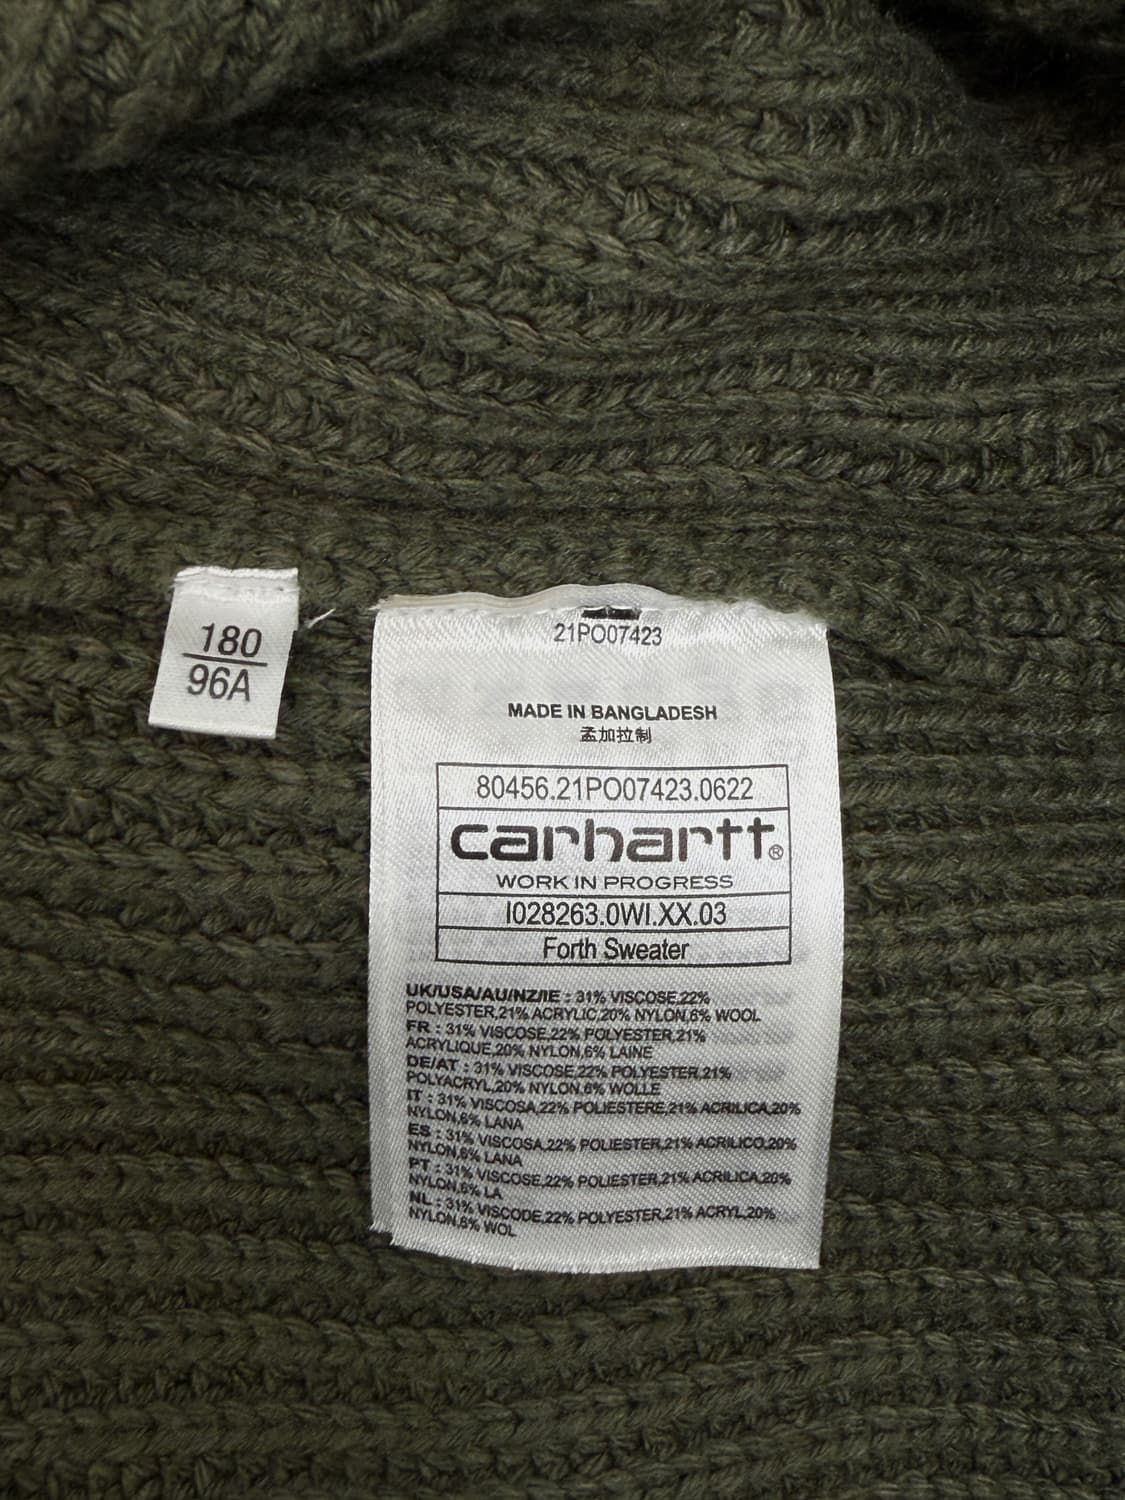 180
96A
21PO07423
MADE IN BANGLADESH
孟加拉制
80456.21PO07423.0622
carhartt®
WORK IN PROGRESS
I028263.0WI.XX.03
Forth Sweater
UK/USA/AU/NZ/IE : 31% VISCOSE,22%
POLYESTER,21% ACRYLIC,20% NYLON,6% WOOL
FR : 31% VISCOSE,22% POLYESTER,21%
ACRYLIQUE,20% NYLON,6% LAINE
DE/AT : 31% VISCOSE,22% POLYESTER,21%
POLYACRYL,20% NYLON,6% WOLLE
IT : 31% VISCOSA,22% POLIESTERE,21% ACRILICA,20%
NYLON,6% LANA
ES : 31% VISCOSA,22% POLIESTER,21% ACRILICO,20%
NYLON,6% LANA
PT : 31% VISCOSE,22% POLIESTER,21% ACRILICA,20%
NYLON,6% LA
NL : 31% VISCODE,22% POLYESTER,21% ACRYL,20%
NYLON,6% WOL